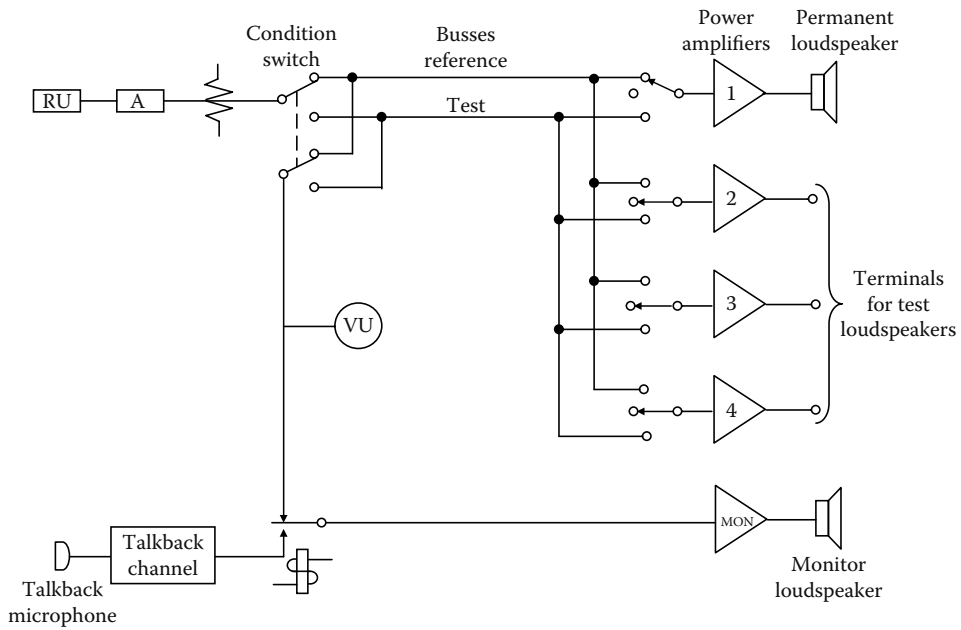 Condition
switch
Busses
reference
Power
amplifiers
Permanent
loudspeaker
RU
A
1
Test
2
3
Terminals
for test
loudspeakers
VU
4
MON
Talkback
channel
Talkback
microphone
Monitor
loudspeaker